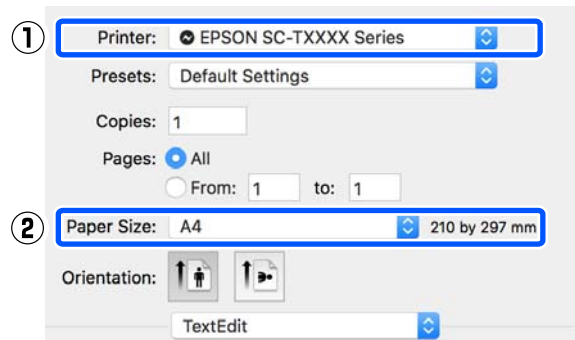 ① Printer: EPSON SC-TXXXX Series
Presets: Default Settings
Copies: 1
Pages: All
From: 1 to: 1
② Paper Size: A4 210 by 297 mm
Orientation:
TextEdit